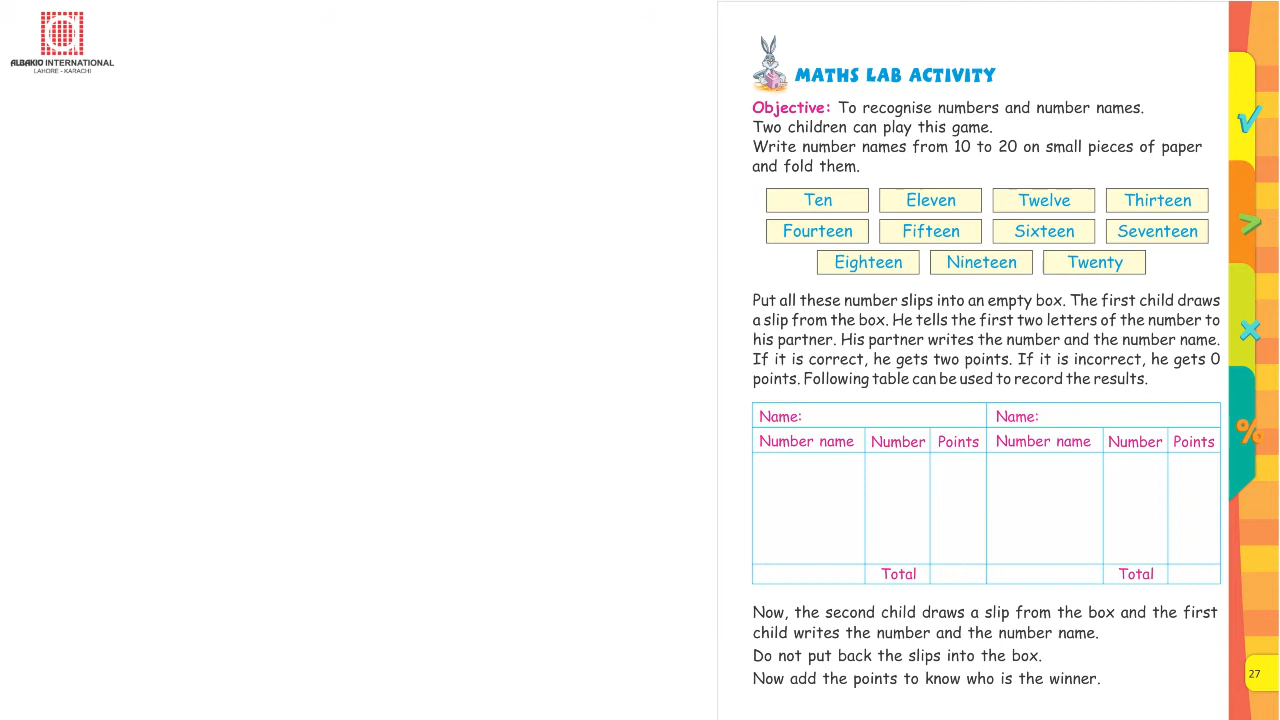 ALBAKIO INTERNATIONAL
LAHORE - KARACHI
MATHS LAB ACTIVITY
Objective: To recognise numbers and number names.
Two children can play this game.
Write number names from 10 to 20 on small pieces of paper
and fold them.
Ten Eleven Twelve Thirteen
Fourteen Fifteen Sixteen Seventeen
Eighteen Nineteen Twenty
Put all these number slips into an empty box. The first child draws
a slip from the box. He tells the first two letters of the number to
his partner. His partner writes the number and the number name.
If it is correct, he gets two points. If it is incorrect, he gets 0
points. Following table can be used to record the results.
Name: Name:
Number name Number Points Number name Number Points
Total Total
Now, the second child draws a slip from the box and the first
child writes the number and the number name.
Do not put back the slips into the box.
Now add the points to know who is the winner.
√
>
×
%
27